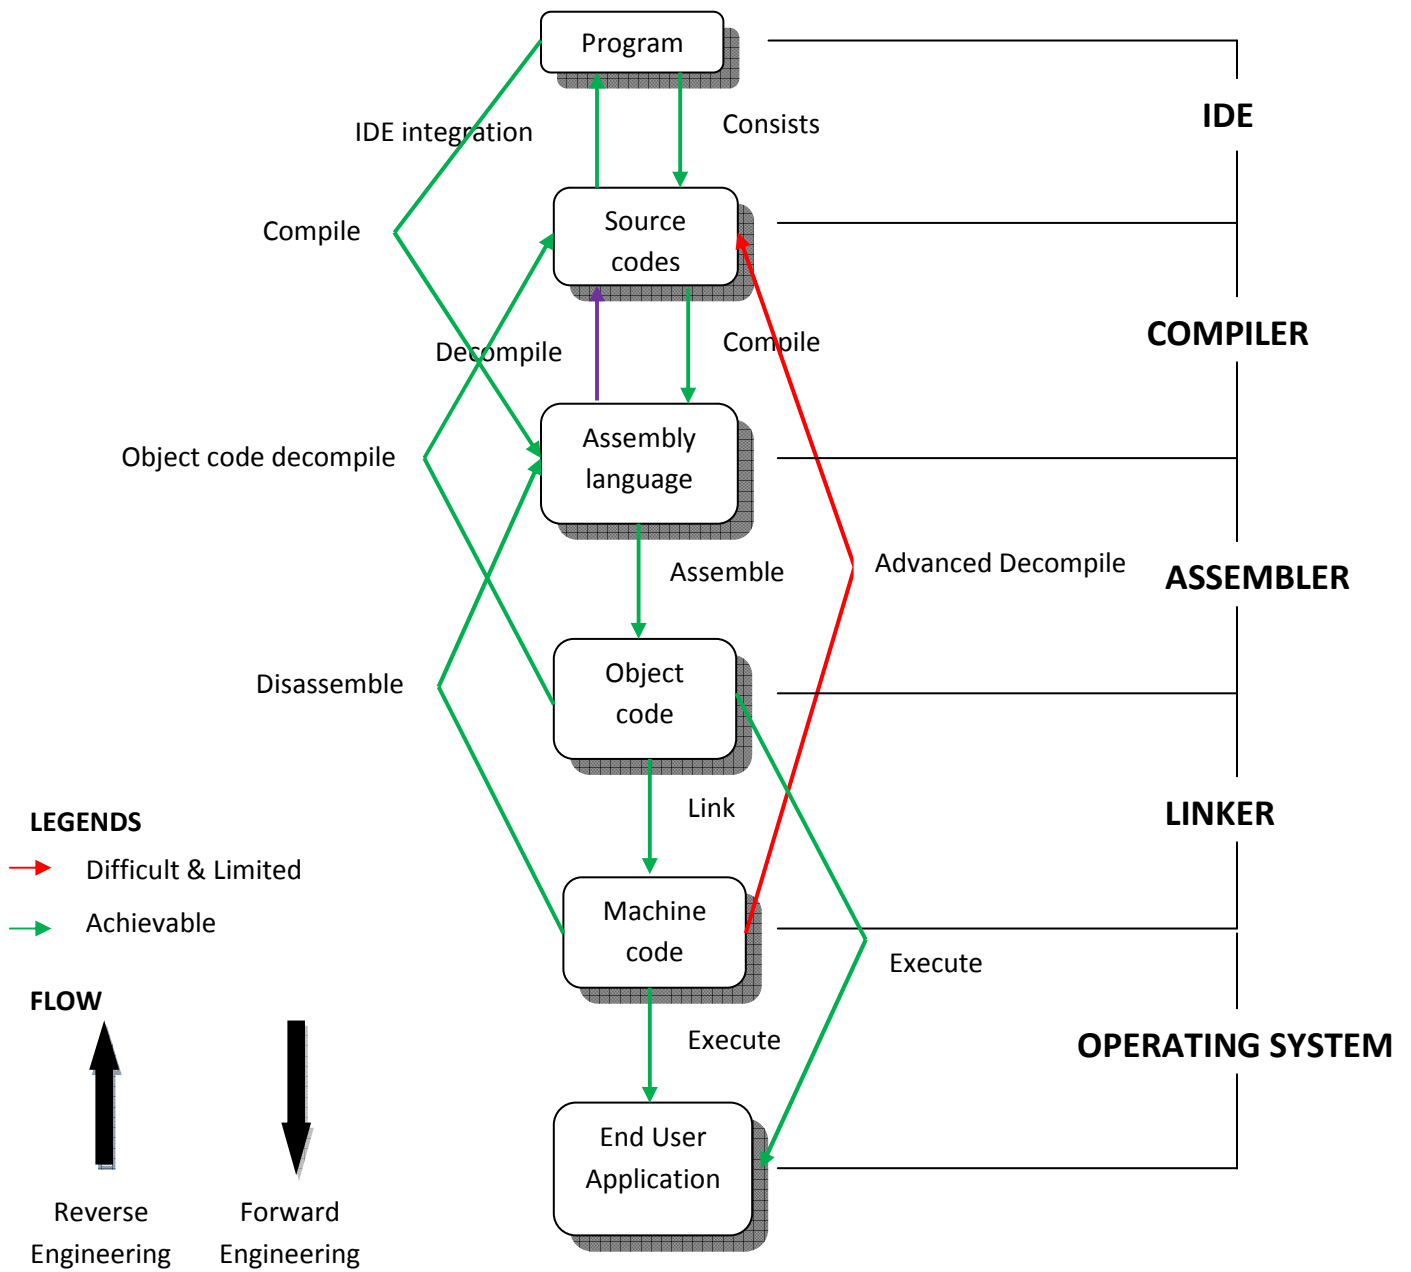 Program
IDE integration
Consists
IDE
Compile
Source
codes
Decompile
Compile
COMPILER
Assembly
language
Object code decompile
Assemble
Advanced Decompile
ASSEMBLER
Object
code
Disassemble
Link
LINKER
LEGENDS
Difficult & Limited
Achievable
Machine
code
Execute
FLOW
Execute
OPERATING SYSTEM
End User
Application
Reverse
Engineering
Forward
Engineering